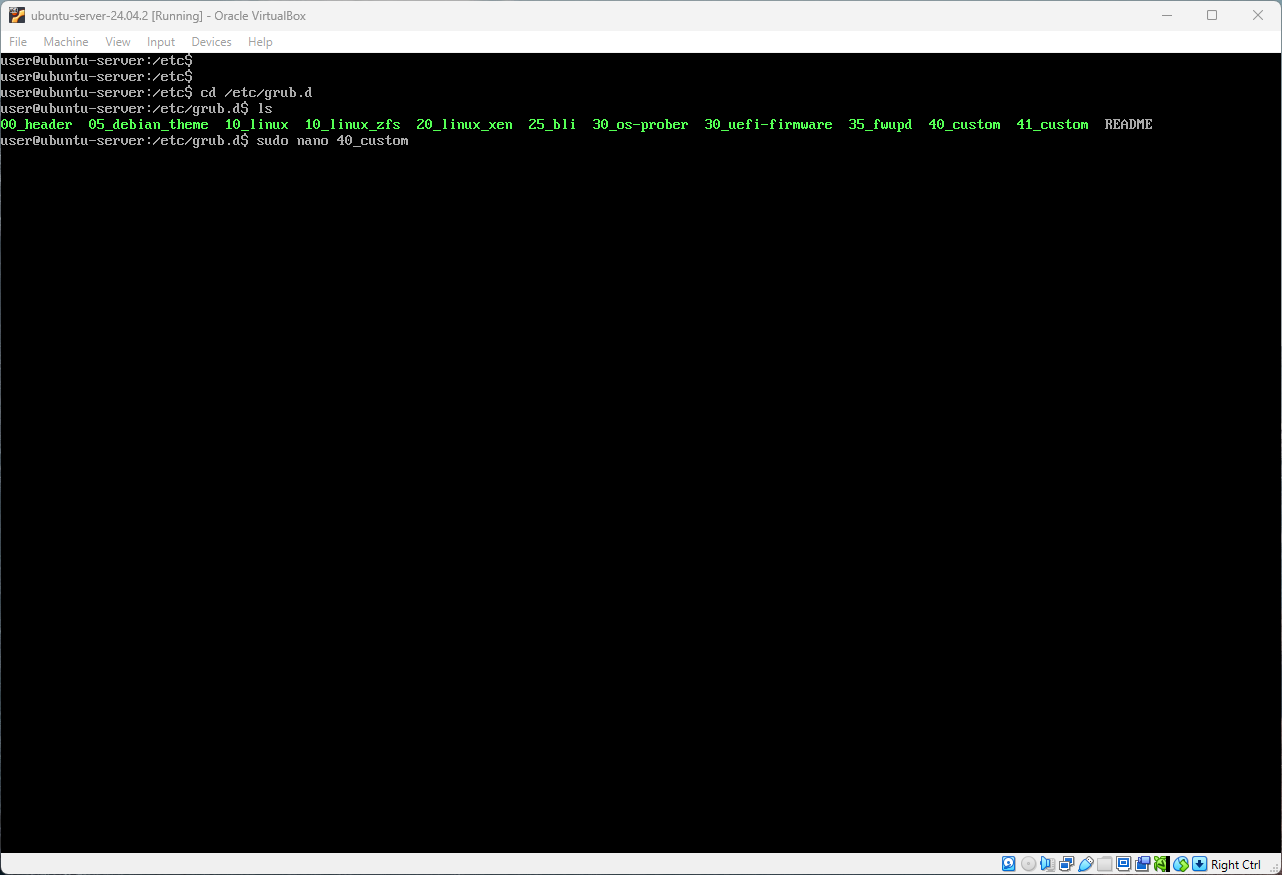 ubuntu-server-24.04.2 [Running] - Oracle VirtualBox
File Machine View Input Devices Help
user@ubuntu-server:/etc$
user@ubuntu-server:/etc$
user@ubuntu-server:/etc$ cd /etc/grub.d
user@ubuntu-server:/etc/grub.d$ ls
00_header 05_debian_theme 10_linux 10_linux_zfs 20_linux_xen 25_bli 30_os-prober 30_uefi-firmware 35_fwupd 40_custom 41_custom README
user@ubuntu-server:/etc/grub.d$ sudo nano 40_custom
Right Ctrl